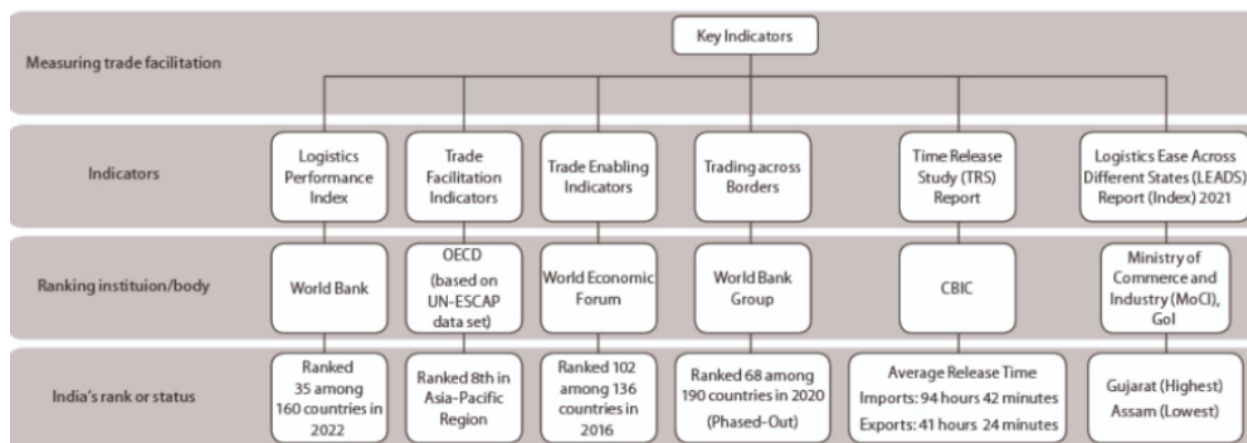 Key Indicators
Measuring trade facilitation
Indicators
Logistics
Performance
Index
Trade
Facilitation
Indicators
Trade Enabling
Indicators
Trading across
Borders
Time Release
Study (TRS)
Report
Logistics Ease Across
Different States (LEADS)
Report (Index) 2021
Ranking instituion/body
World Bank
OECD
(based on
UN-ESCAP
data set)
World Economic
Forum
World Bank
Group
CBIC
Ministry of
Commerce and
Industry (MoCI),
GoI
India's rank or status
Ranked
35 among
160 countries in
2022
Ranked 8th in
Asia-Pacific
Region
Ranked 102
among 136
countries in
2016
Ranked 68 among
190 countries in 2020
(Phased-Out)
Average Release Time
Imports: 94 hours 42 minutes
Exports: 41 hours 24 minutes
Gujarat (Highest)
Assam (Lowest)